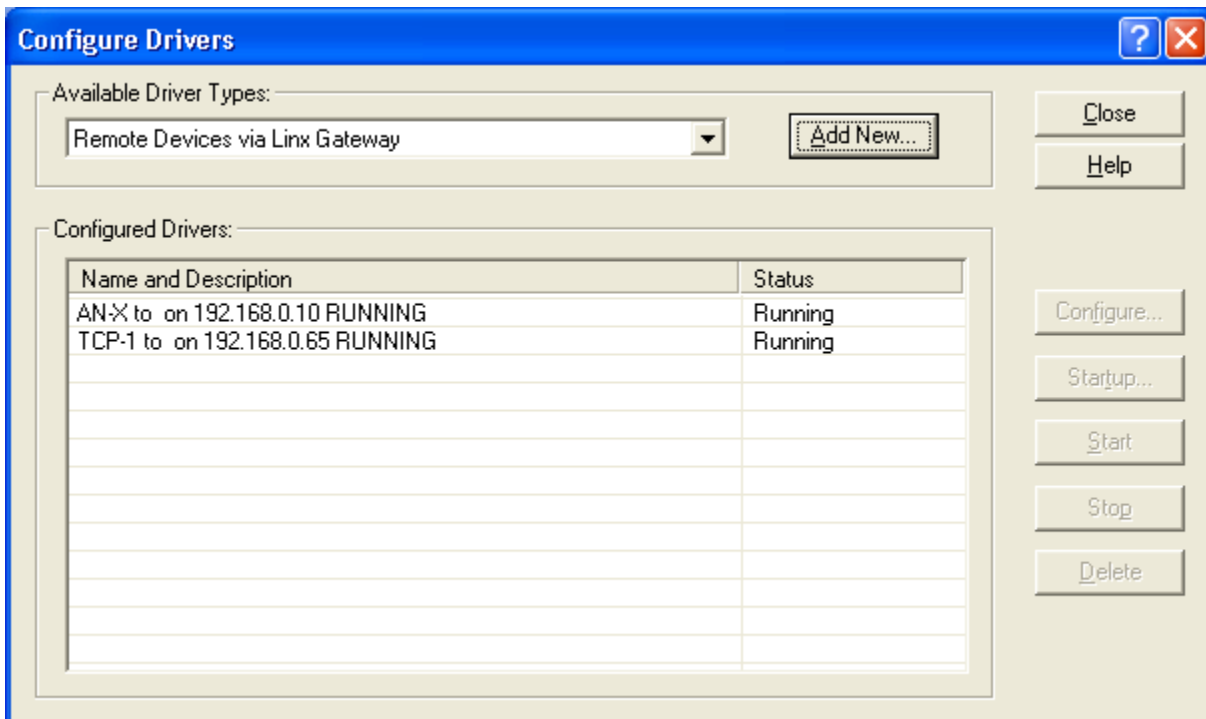 Configure Drivers
Available Driver Types:
Remote Devices via Linx Gateway
Add New...
Close
Help
Configured Drivers:
Name and Description Status
AN-X to  on 192.168.0.10 RUNNING Running
TCP-1 to  on 192.168.0.65 RUNNING Running
Configure...
Startup...
Start
Stop
Delete